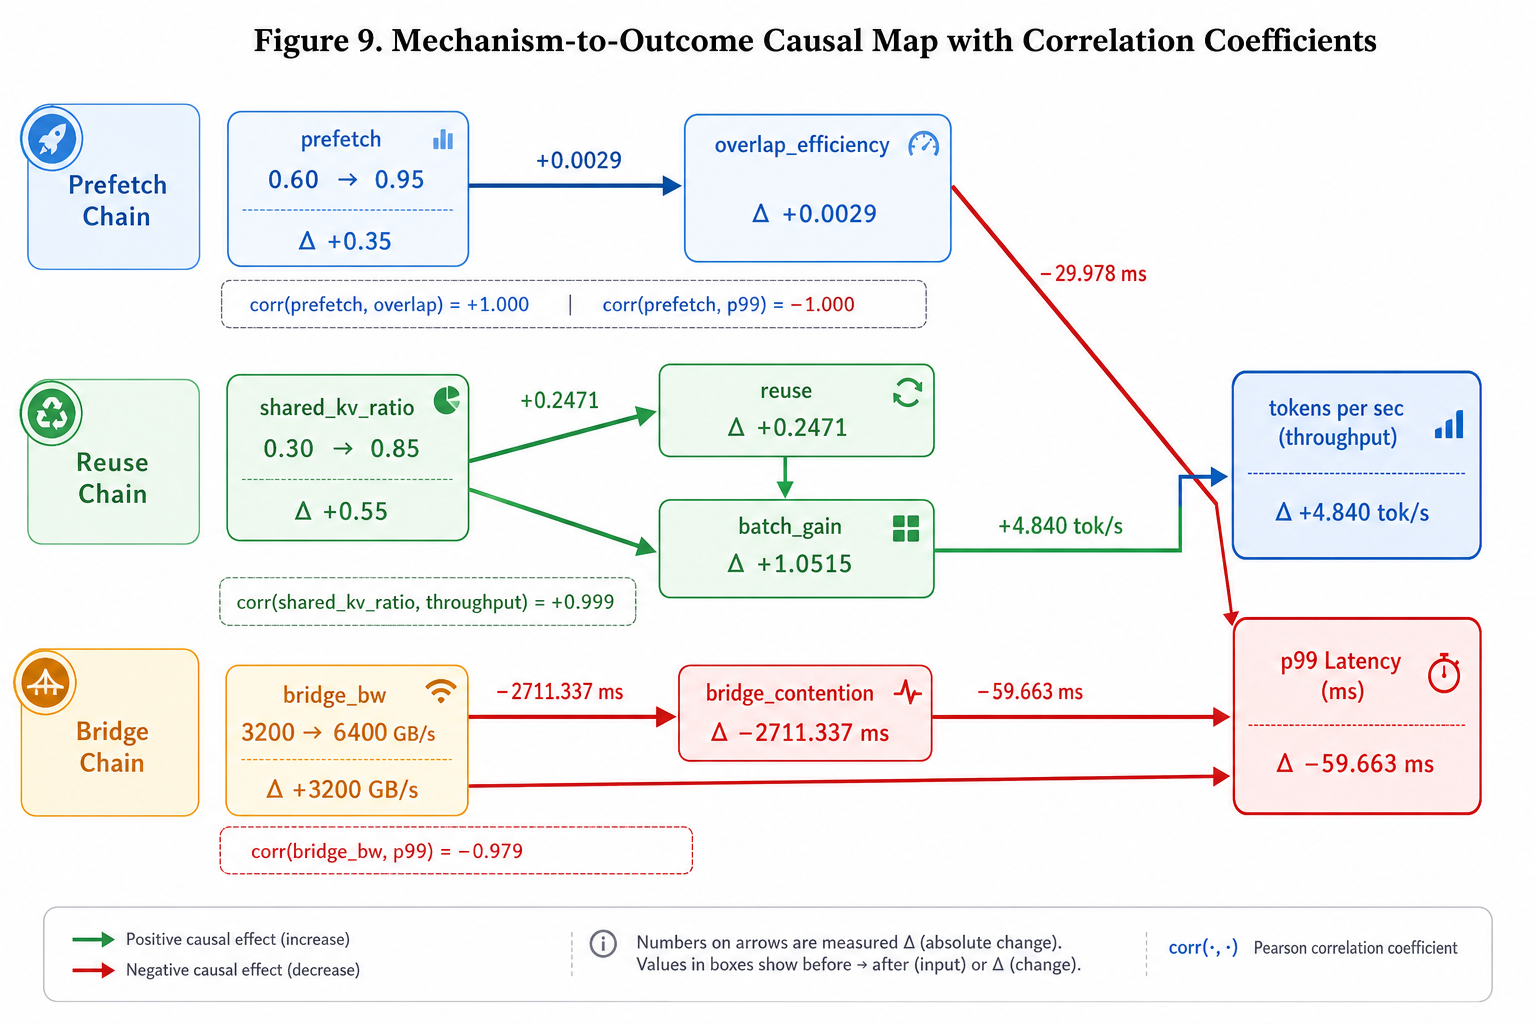 Figure 9. Mechanism-to-Outcome Causal Map with Correlation Coefficients
Prefetch
Chain
prefetch
0.60 → 0.95
Δ +0.35
+0.0029
overlap_efficiency
Δ +0.0029
−29.978 ms
corr(prefetch, overlap) = +1.000 | corr(prefetch, p99) = −1.000
Reuse
Chain
shared_kv_ratio
0.30 → 0.85
Δ +0.55
+0.2471
reuse
Δ +0.2471
batch_gain
Δ +1.0515
+4.840 tok/s
tokens per sec
(throughput)
Δ +4.840 tok/s
corr(shared_kv_ratio, throughput) = +0.999
Bridge
Chain
bridge_bw
3200 → 6400 GB/s
Δ +3200 GB/s
−2711.337 ms
bridge_contention
Δ −2711.337 ms
−59.663 ms
p99 Latency
(ms)
Δ −59.663 ms
corr(bridge_bw, p99) = −0.979
Positive causal effect (increase)
Negative causal effect (decrease)
Numbers on arrows are measured Δ (absolute change).
Values in boxes show before → after (input) or Δ (change).
corr(·, ·) Pearson correlation coefficient